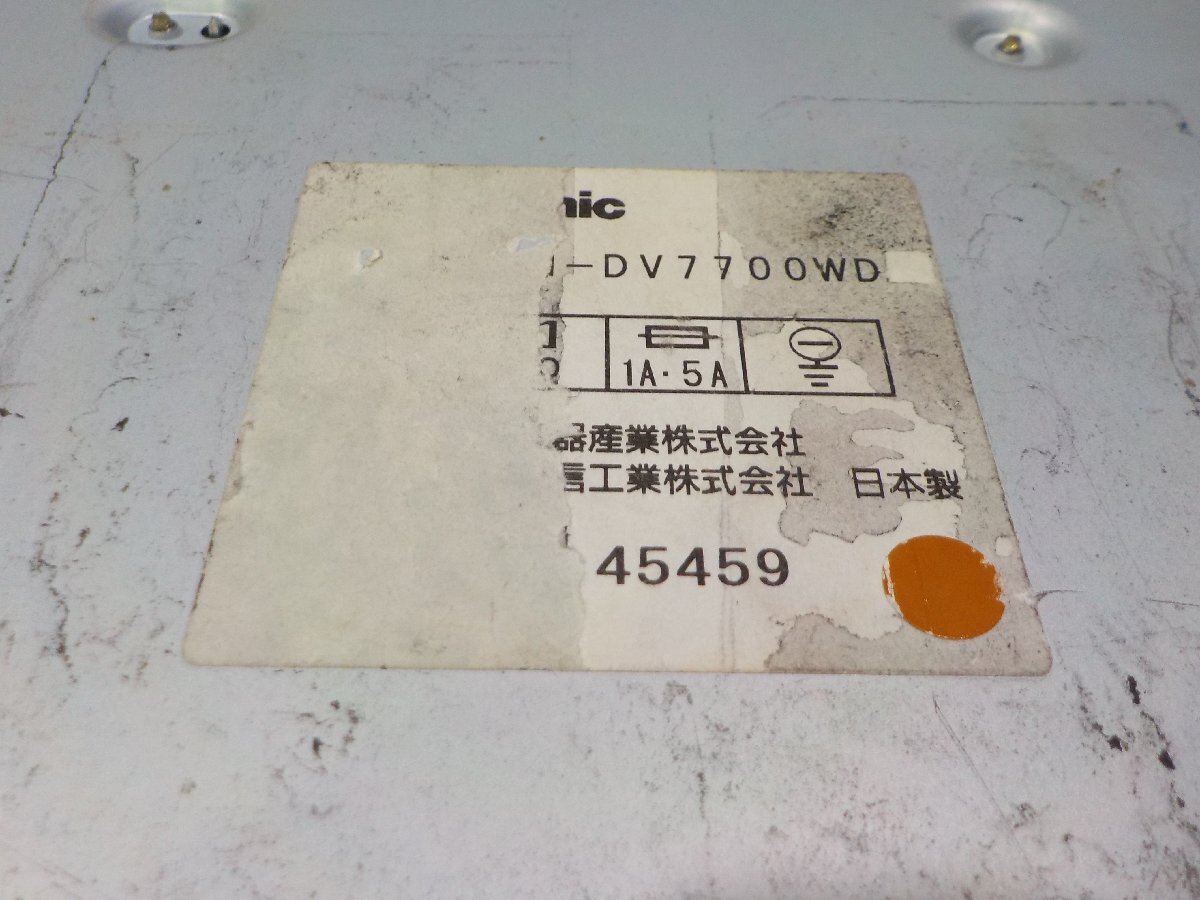 nic
-DV7700WD
1A·5A
器産業株式会社
信工業株式会社 日本製
45459